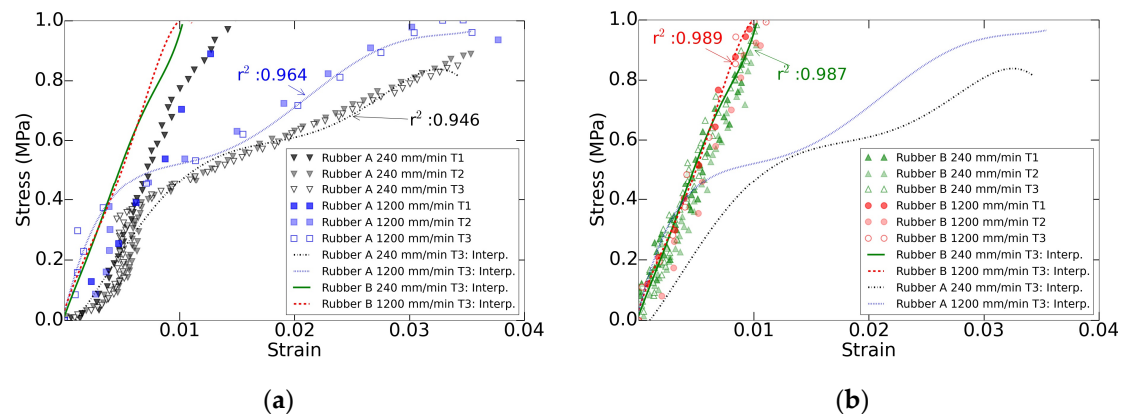 1.0
0.8
0.6
0.4
0.2
0.0
Stress (MPa)
r² :0.964
r² :0.946
Rubber A 240 mm/min T1
Rubber A 240 mm/min T2
Rubber A 240 mm/min T3
Rubber A 1200 mm/min T1
Rubber A 1200 mm/min T2
Rubber A 1200 mm/min T3
Rubber A 240 mm/min T3: Interp.
Rubber A 1200 mm/min T3: Interp.
Rubber B 240 mm/min T3: Interp.
Rubber B 1200 mm/min T3: Interp.
0.01 0.02 0.03 0.04
Strain
(a)
1.0
0.8
0.6
0.4
0.2
0.0
Stress (MPa)
r² :0.989
r² :0.987
Rubber B 240 mm/min T1
Rubber B 240 mm/min T2
Rubber B 240 mm/min T3
Rubber B 1200 mm/min T1
Rubber B 1200 mm/min T2
Rubber B 1200 mm/min T3
Rubber B 240 mm/min T3: Interp.
Rubber B 1200 mm/min T3: Interp.
Rubber A 240 mm/min T3: Interp.
Rubber A 1200 mm/min T3: Interp.
0.01 0.02 0.03 0.04
Strain
(b)